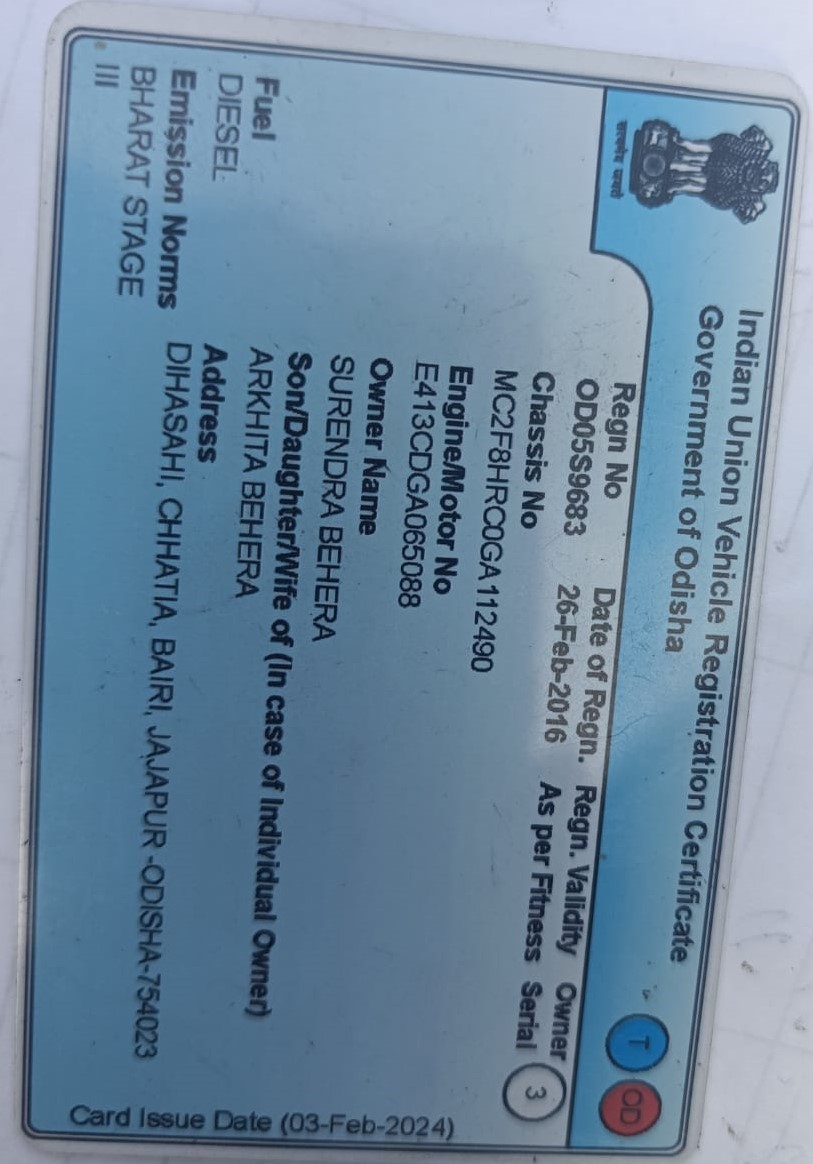 Indian Union Vehicle Registration Certificate
Government of Odisha
सत्यमेव जयते
T OD
Regn No Date of Regn. Regn. Validity Owner
OD05S9683 26-Feb-2016 As per Fitness Serial 3
Chassis No
MC2F8HRC0GA112490
Engine/Motor No
E413CDGA065088
Owner Name
SURENDRA BEHERA
Son/Daughter/Wife of (In case of Individual Owner)
ARKHITA BEHERA
Fuel
DIESEL
Emission Norms
BHARAT STAGE
III
Address
DIHASAHI, CHHATIA, BAIRI, JAJAPUR -ODISHA-754023
Card Issue Date (03-Feb-2024)